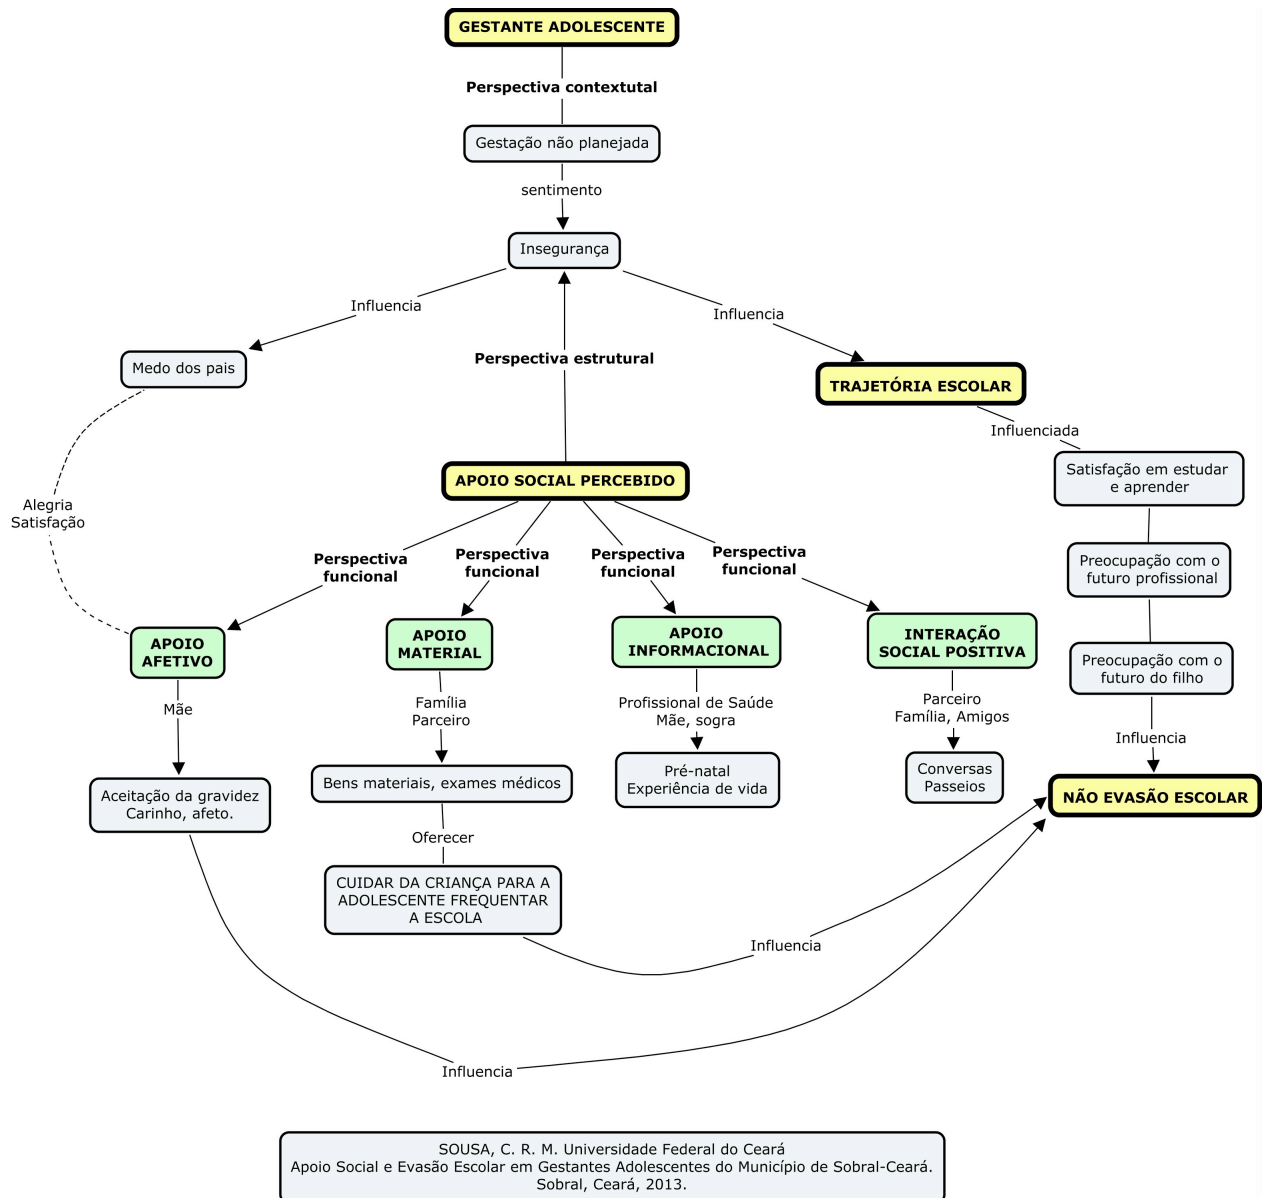 GESTANTE ADOLESCENTE
Perspectiva contextutal
Gestação não planejada
sentimento
Insegurança
Influencia
Influencia
Medo dos pais
Perspectiva estrutural
TRAJETÓRIA ESCOLAR
Influenciada
Satisfação em estudar
e aprender
APOIO SOCIAL PERCEBIDO
Alegria
Satisfação
Perspectiva
funcional
Perspectiva
funcional
Perspectiva
funcional
Perspectiva
funcional
Preocupação com o
futuro profissional
APOIO
AFETIVO
APOIO
MATERIAL
APOIO
INFORMACIONAL
INTERAÇÃO
SOCIAL POSITIVA
Preocupação com o
futuro do filho
Mãe
Família
Parceiro
Profissional de Saúde
Mãe, sogra
Parceiro
Família, Amigos
Influencia
Aceitação da gravidez
Carinho, afeto.
Bens materiais, exames médicos
Pré-natal
Experiência de vida
Conversas
Passeios
NÃO EVASÃO ESCOLAR
Oferecer
CUIDAR DA CRIANÇA PARA A
ADOLESCENTE FREQUENTAR
A ESCOLA
Influencia
Influencia
SOUSA, C. R. M. Universidade Federal do Ceará
Apoio Social e Evasão Escolar em Gestantes Adolescentes do Município de Sobral-Ceará.
Sobral, Ceará, 2013.